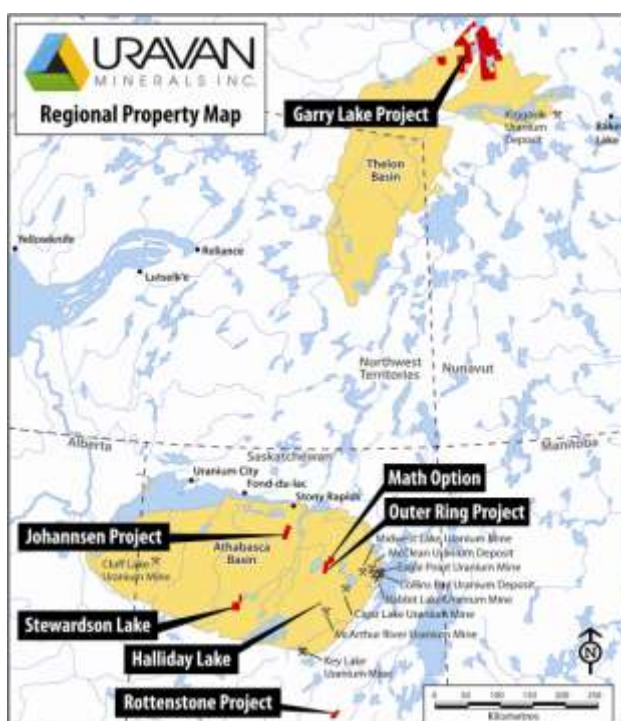 URAVAN
MINERALS INC.
Regional Property Map
Garry Lake Project
Kiggavik
Uranium
Deposit
Baker
Lake
Thelon
Basin
Yellowknife
Reliance
Lutselk'e
Northwest
Territories
Nunavut
Alberta
Saskatchewan
Manitoba
Uranium City
Fond-du-lac
Stony Rapids
Math Option
Outer Ring Project
Johannsen Project
Athabasca
Basin
Midwest Lake Uranium Mine
McClean Uranium Deposit
Eagle Point Uranium Mine
Cluff Lake
Uranium Mine
Collins Bay Uranium Deposit
Rabbit Lake Uranium Mine
Stewardson Lake
Cigar Lake Uranium Mine
McArthur River Uranium Mine
Halliday Lake
Key Lake
Uranium Mine
Rottenstone Project
N
0 50 100 150 200 250
Kilometres